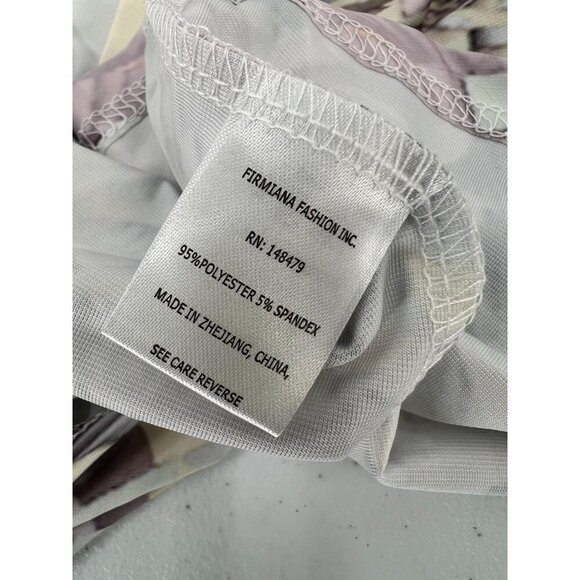 FIRMIANA FASHION INC.
RN: 148479
95%POLYESTER 5% SPANDEX
MADE IN ZHEJIANG, CHINA,
SEE CARE REVERSE